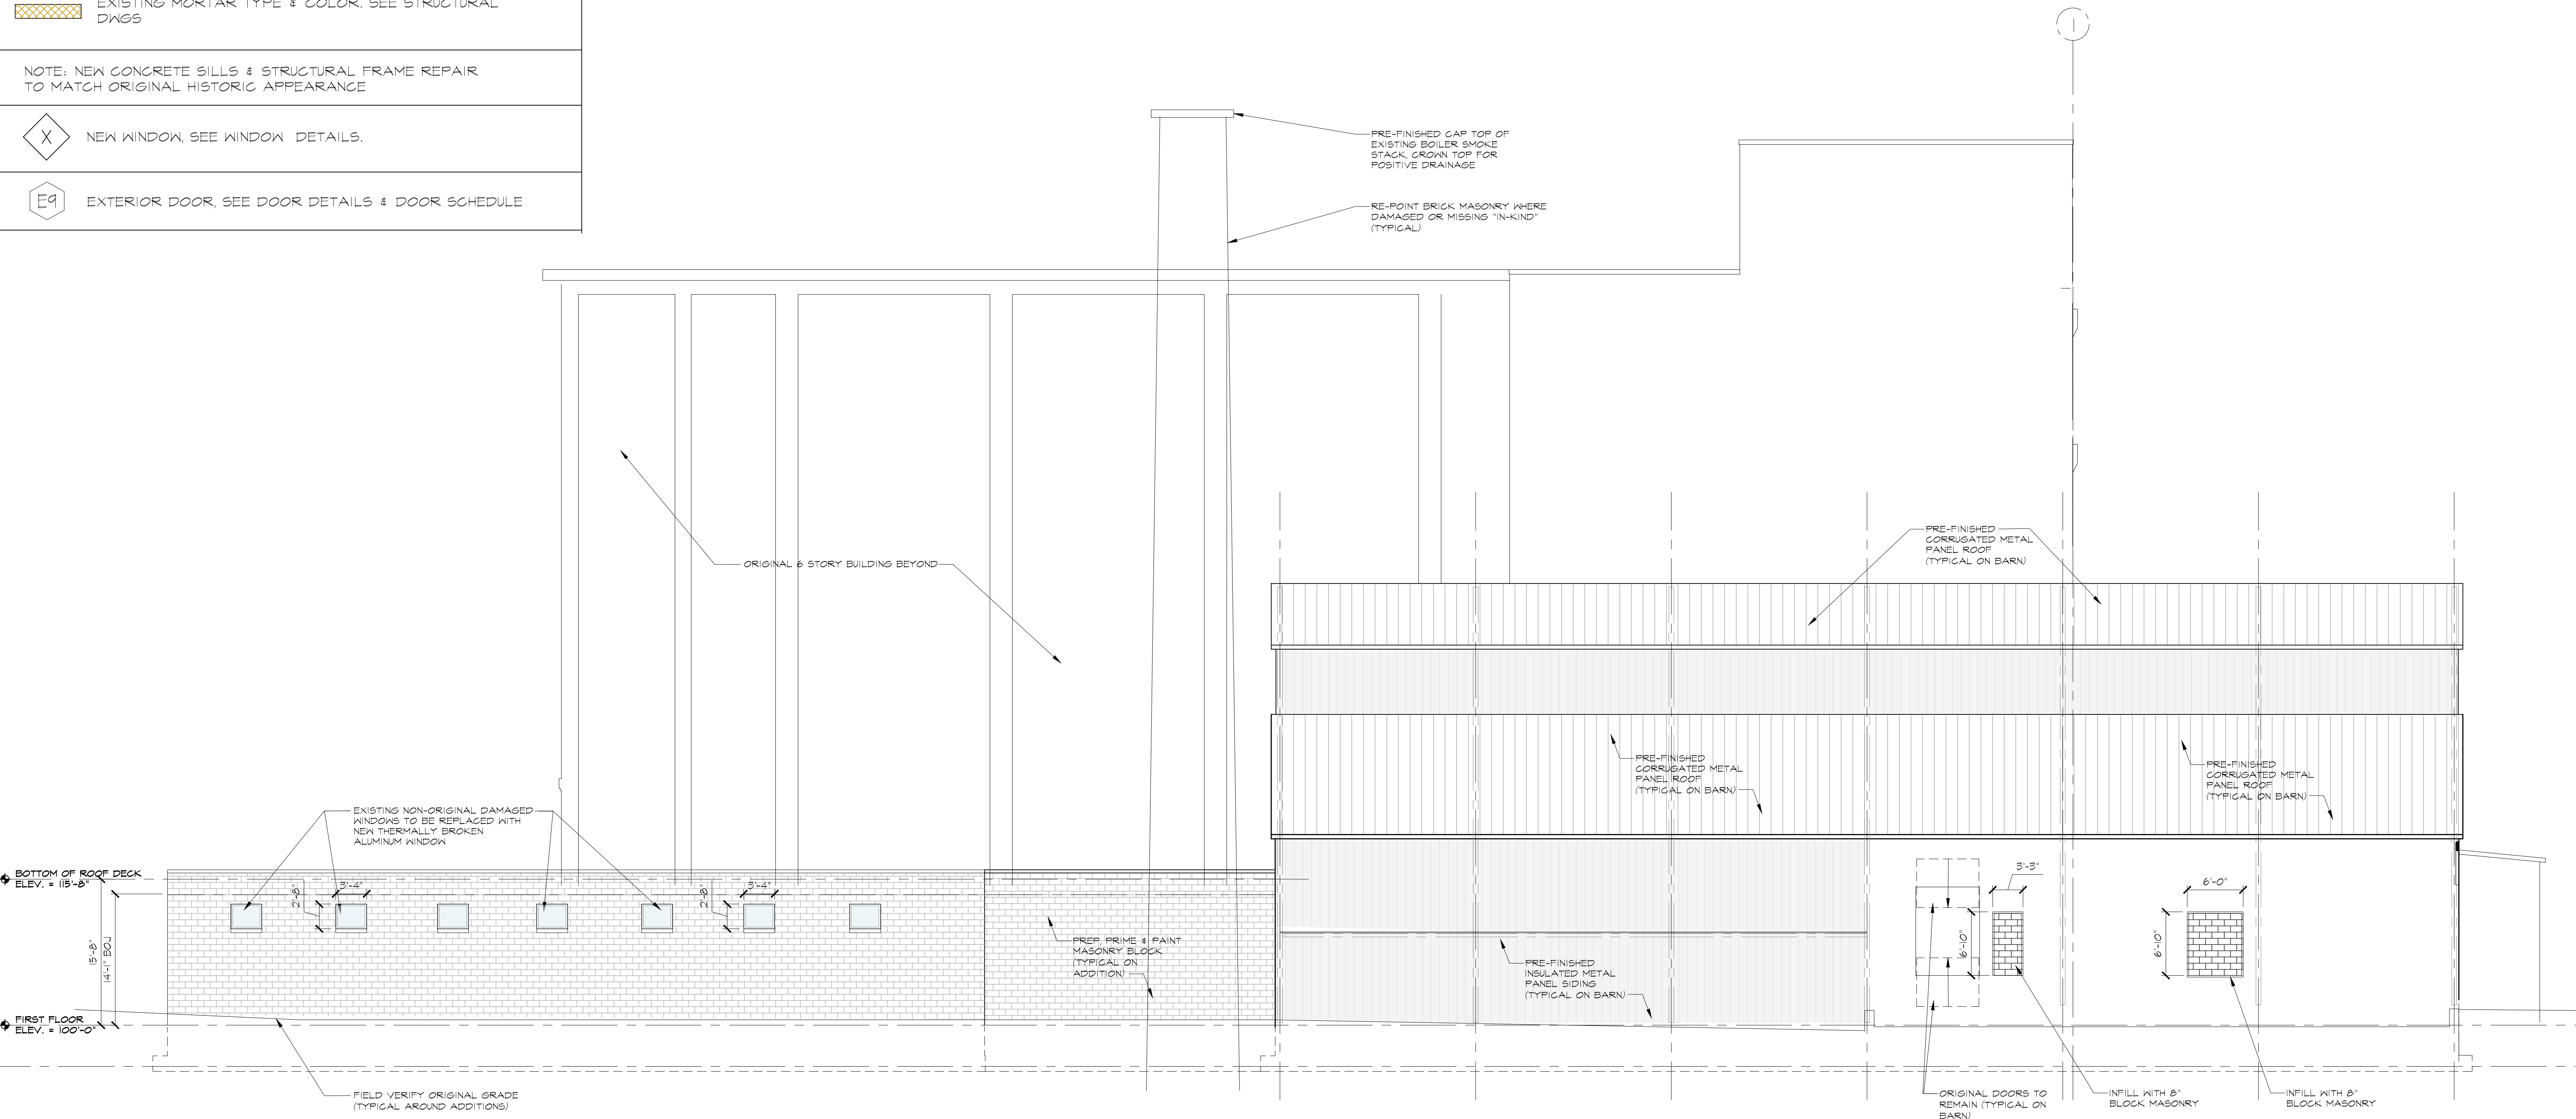 EXISTING MORTAR TYPE & COLOR. SEE STRUCTURAL
DWGS
NOTE: NEW CONCRETE SILLS & STRUCTURAL FRAME REPAIR
TO MATCH ORIGINAL HISTORIC APPEARANCE
X
NEW WINDOW, SEE WINDOW DETAILS.
E9
EXTERIOR DOOR, SEE DOOR DETAILS & DOOR SCHEDULE
I
PRE-FINISHED CAP TOP OF
EXISTING BOILER SMOKE
STACK, CROWN TOP FOR
POSITIVE DRAINAGE
RE-POINT BRICK MASONRY WHERE
DAMAGED OR MISSING "IN-KIND"
(TYPICAL)
ORIGINAL 6 STORY BUILDING BEYOND
PRE-FINISHED
CORRUGATED METAL
PANEL ROOF
(TYPICAL ON BARN)
PRE-FINISHED
CORRUGATED METAL
PANEL ROOF
(TYPICAL ON BARN)
PRE-FINISHED
CORRUGATED METAL
PANEL ROOF
(TYPICAL ON BARN)
EXISTING NON-ORIGINAL DAMAGED
WINDOWS TO BE REPLACED WITH
NEW THERMALLY BROKEN
ALUMINUM WINDOW
BOTTOM OF ROOF DECK
ELEV. = 115'-8"
2'-8"
3'-4"
2'-8"
3'-4"
3'-3"
6'-0"
6'-10"
6'-10"
15'-8"
14'-1" BOJ
PREP, PRIME & PAINT
MASONRY BLOCK
(TYPICAL ON
ADDITION)
PRE-FINISHED
INSULATED METAL
PANEL SIDING
(TYPICAL ON BARN)
FIRST FLOOR
ELEV. = 100'-0"
FIELD VERIFY ORIGINAL GRADE
(TYPICAL AROUND ADDITIONS)
ORIGINAL DOORS TO
REMAIN (TYPICAL ON
BARN)
INFILL WITH 8"
BLOCK MASONRY
INFILL WITH 8"
BLOCK MASONRY